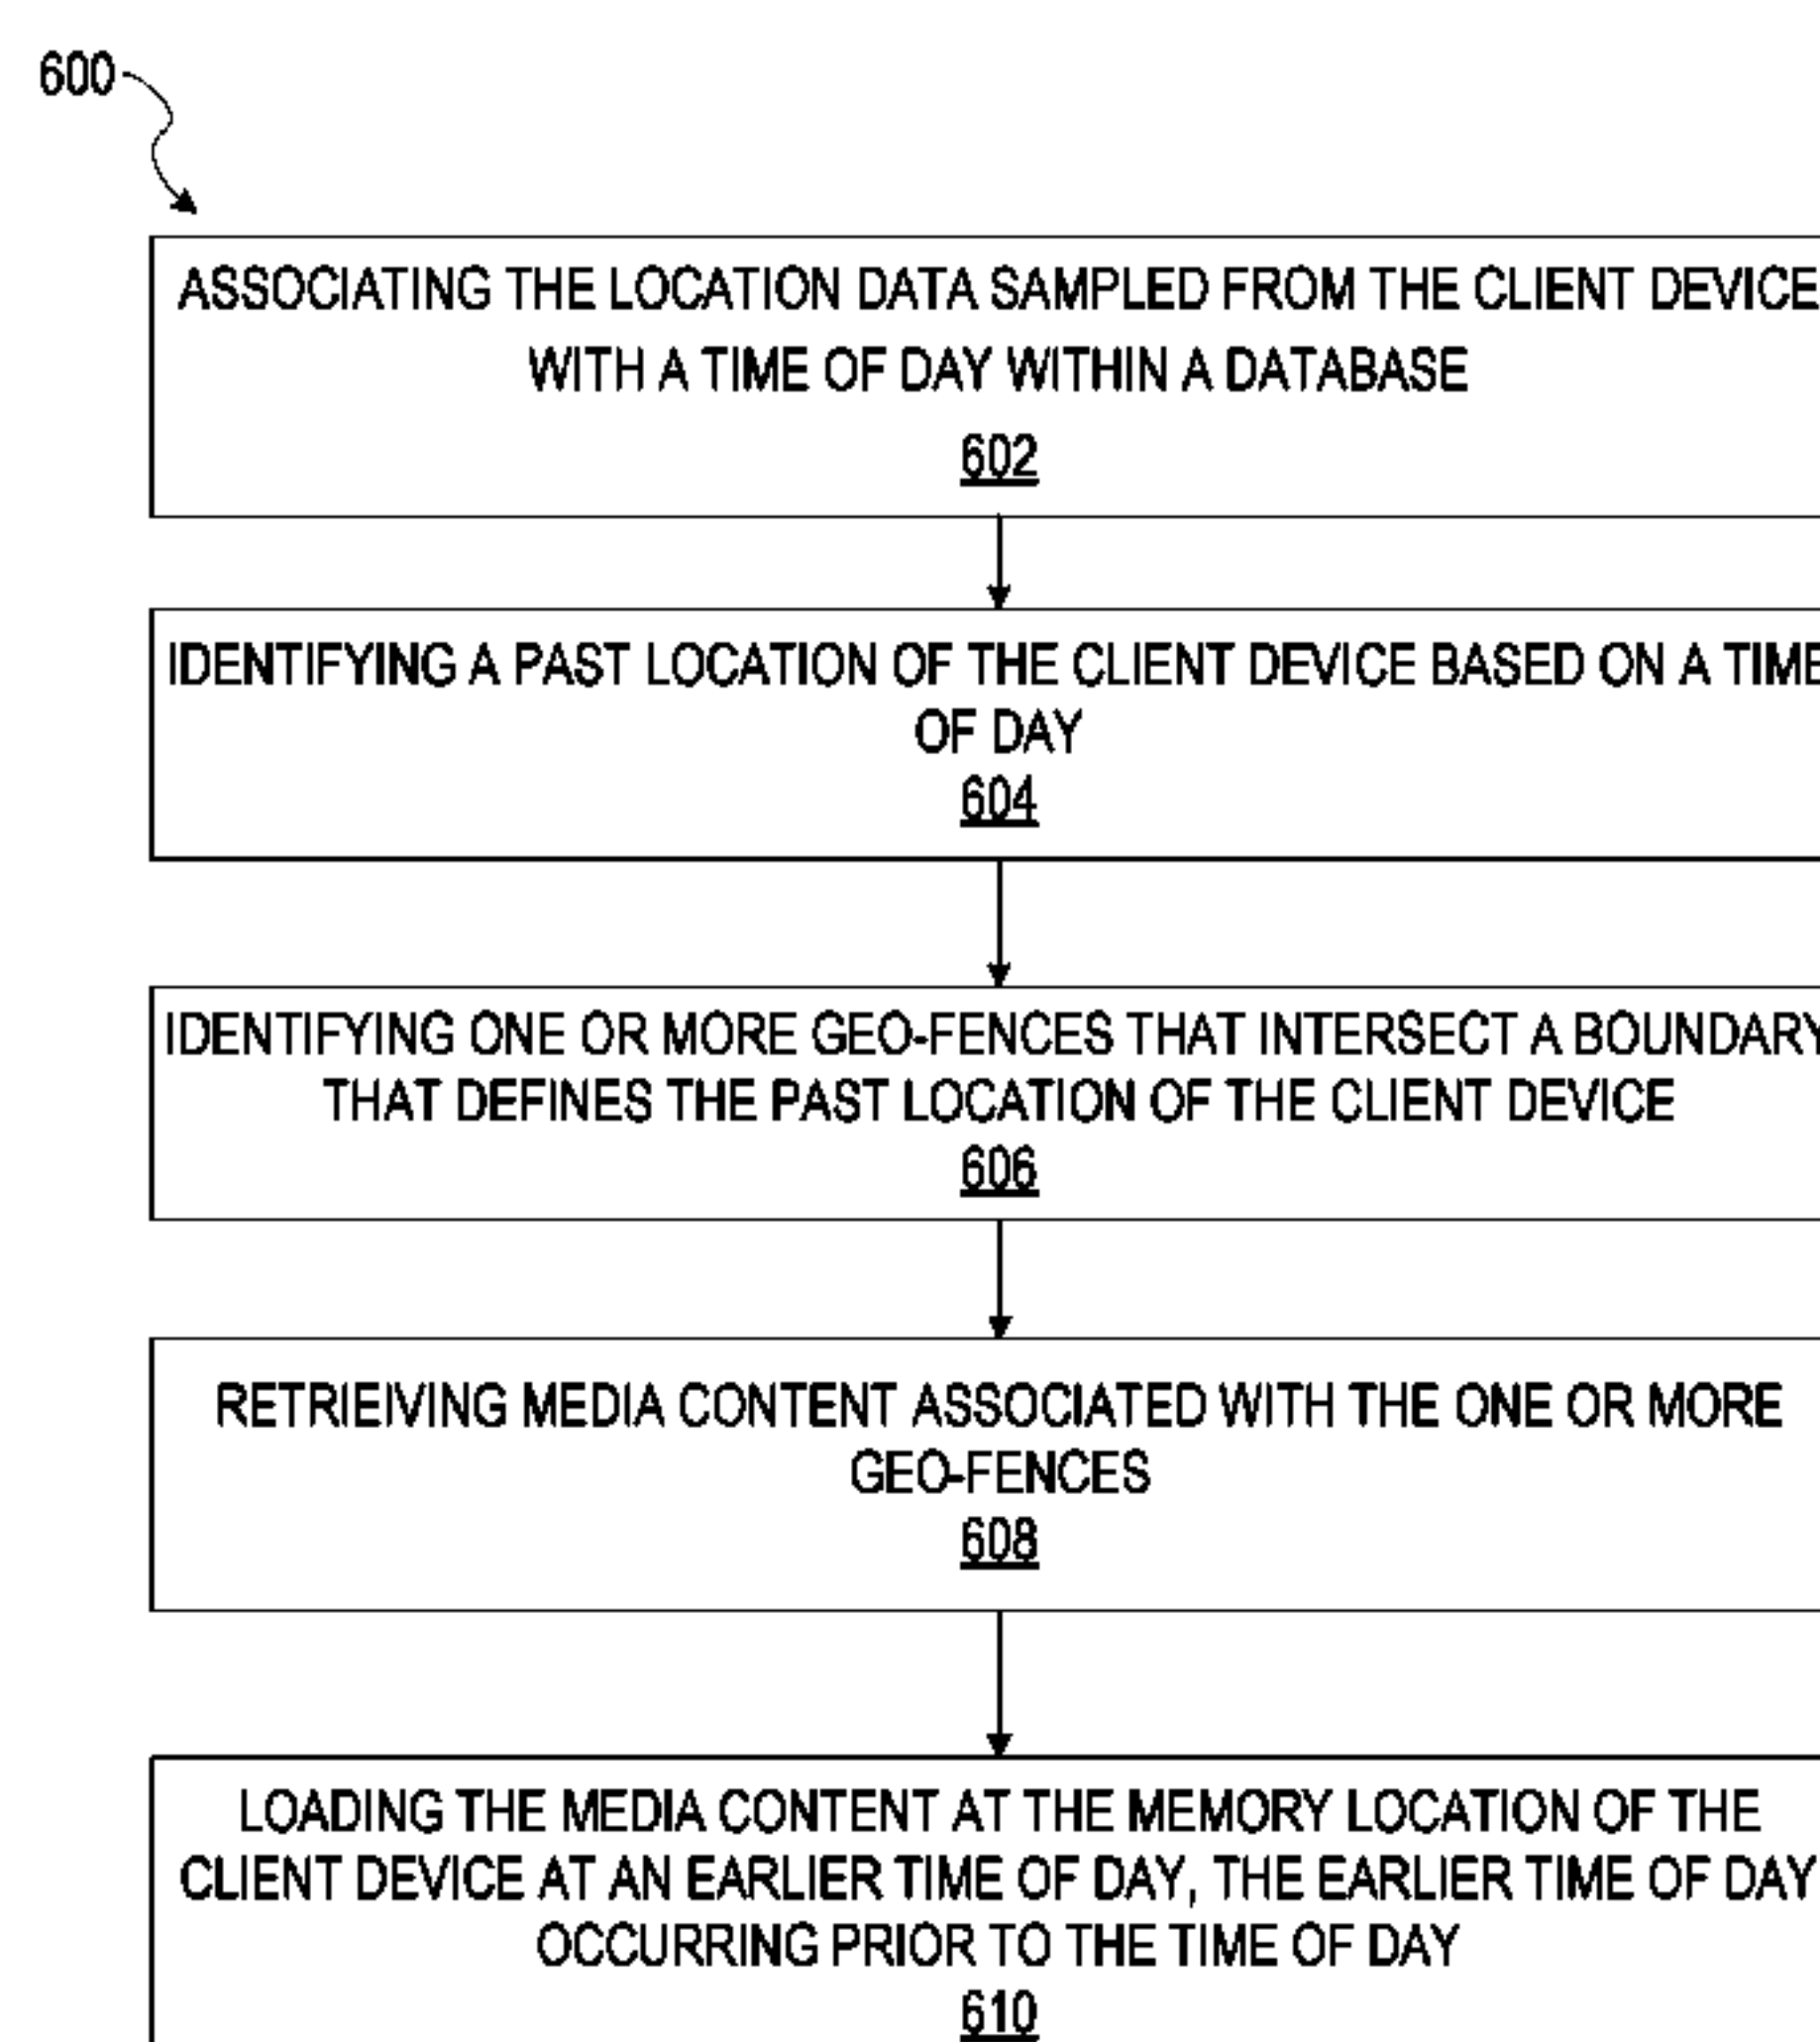 600
ASSOCIATING THE LOCATION DATA SAMPLED FROM THE CLIENT DEVICE
WITH A TIME OF DAY WITHIN A DATABASE
602
IDENTIFYING A PAST LOCATION OF THE CLIENT DEVICE BASED ON A TIME
OF DAY
604
IDENTIFYING ONE OR MORE GEO-FENCES THAT INTERSECT A BOUNDARY
THAT DEFINES THE PAST LOCATION OF THE CLIENT DEVICE
606
RETRIEIVING MEDIA CONTENT ASSOCIATED WITH THE ONE OR MORE
GEO-FENCES
608
LOADING THE MEDIA CONTENT AT THE MEMORY LOCATION OF THE
CLIENT DEVICE AT AN EARLIER TIME OF DAY, THE EARLIER TIME OF DAY
OCCURRING PRIOR TO THE TIME OF DAY
610